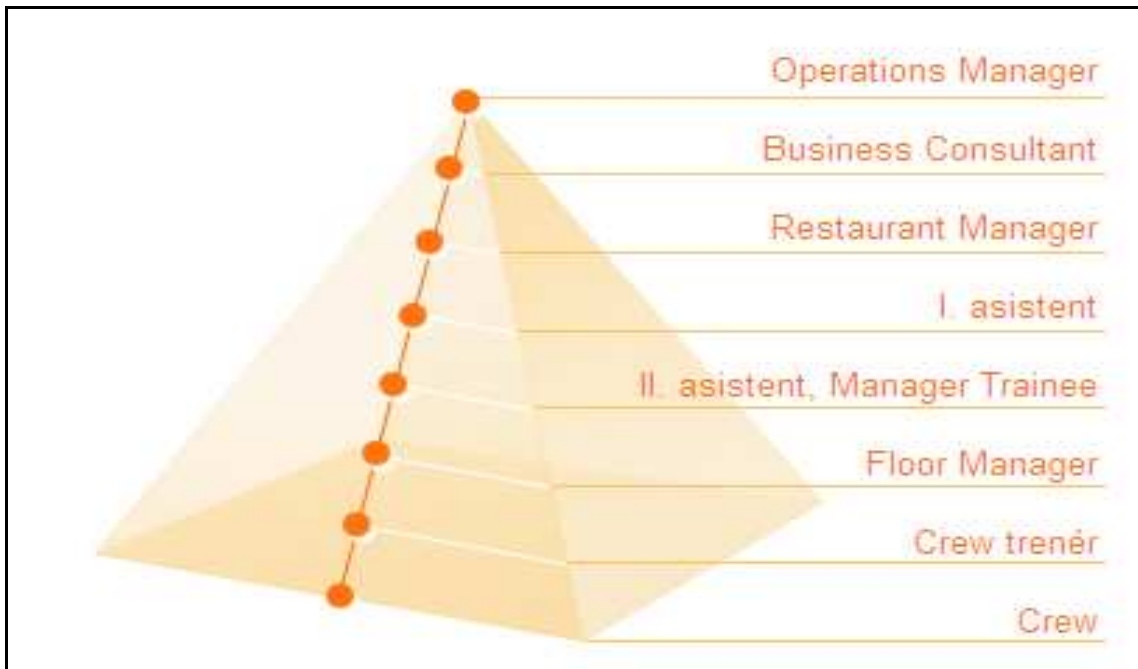 Operations Manager
Business Consultant
Restaurant Manager
I. asistent
II. asistent, Manager Trainee
Floor Manager
Crew trenér
Crew